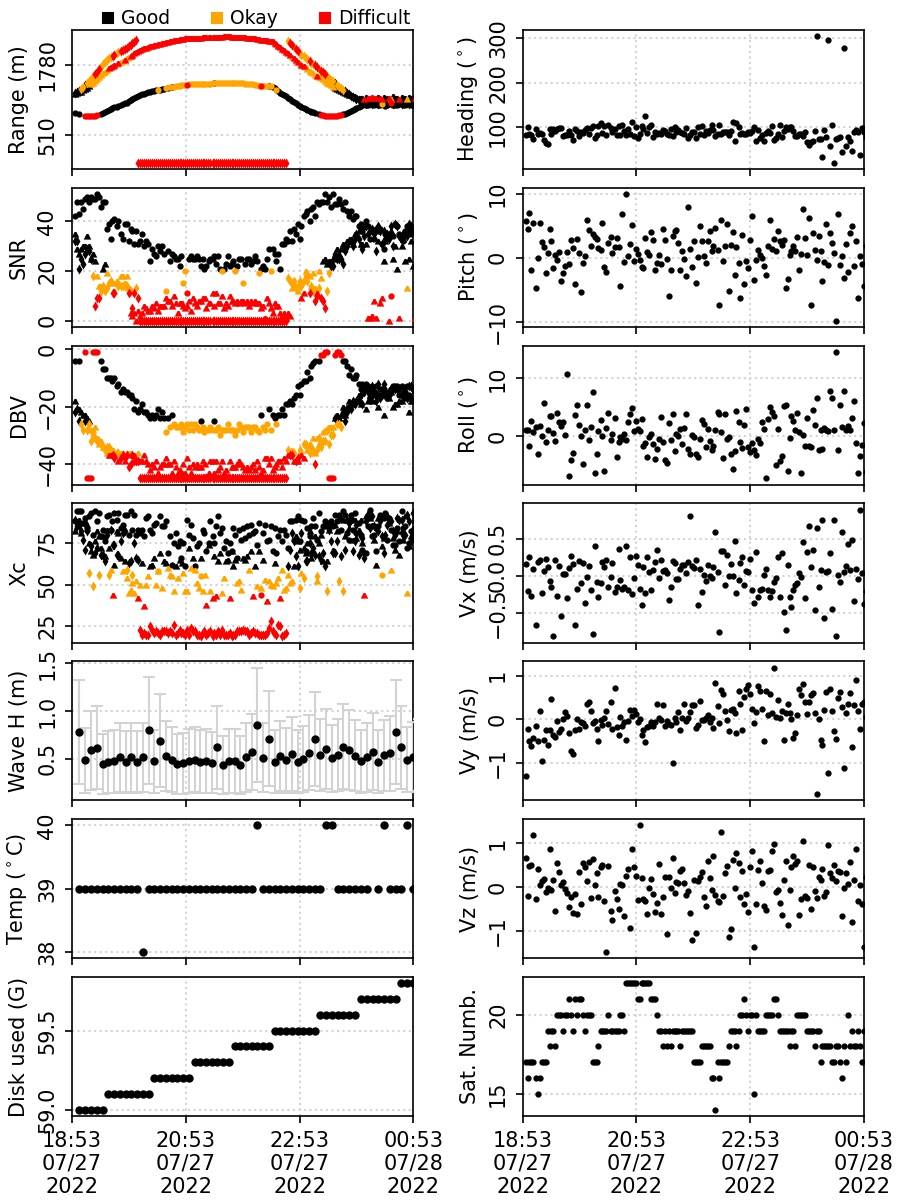 Good Okay Difficult
Range (m)
1780
510
Heading (°)
300
200
100
SNR
40
20
0
Pitch (°)
10
0
−10
DBV
0
−20
−40
Roll (°)
10
0
Xc
75
50
25
Vx (m/s)
0.5
0.0
−0.5
Wave H (m)
1.5
1.0
0.5
Vy (m/s)
1
0
−1
Temp (°C)
40
39
38
Vz (m/s)
1
0
−1
Disk used (G)
59.5
59.0
Sat. Numb.
20
15
18:53 20:53 22:53 00:53 18:53 20:53 22:53 00:53
07/27 07/27 07/27 07/28 07/27 07/27 07/27 07/28
2022 2022 2022 2022 2022 2022 2022 2022